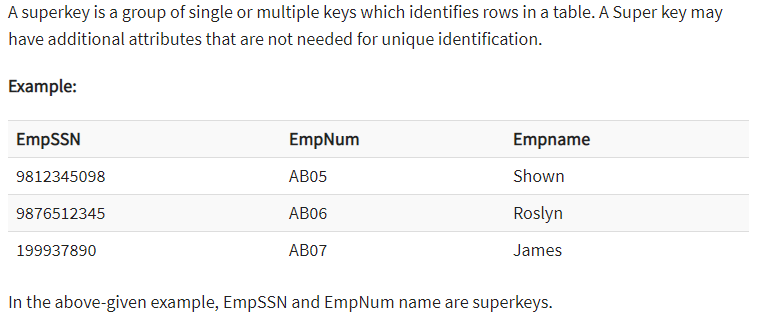 A superkey is a group of single or multiple keys which identifies rows in a table. A Super key may
have additional attributes that are not needed for unique identification.
Example:
EmpSSN EmpNum Empname
9812345098 AB05 Shown
9876512345 AB06 Roslyn
199937890 AB07 James
In the above-given example, EmpSSN and EmpNum name are superkeys.